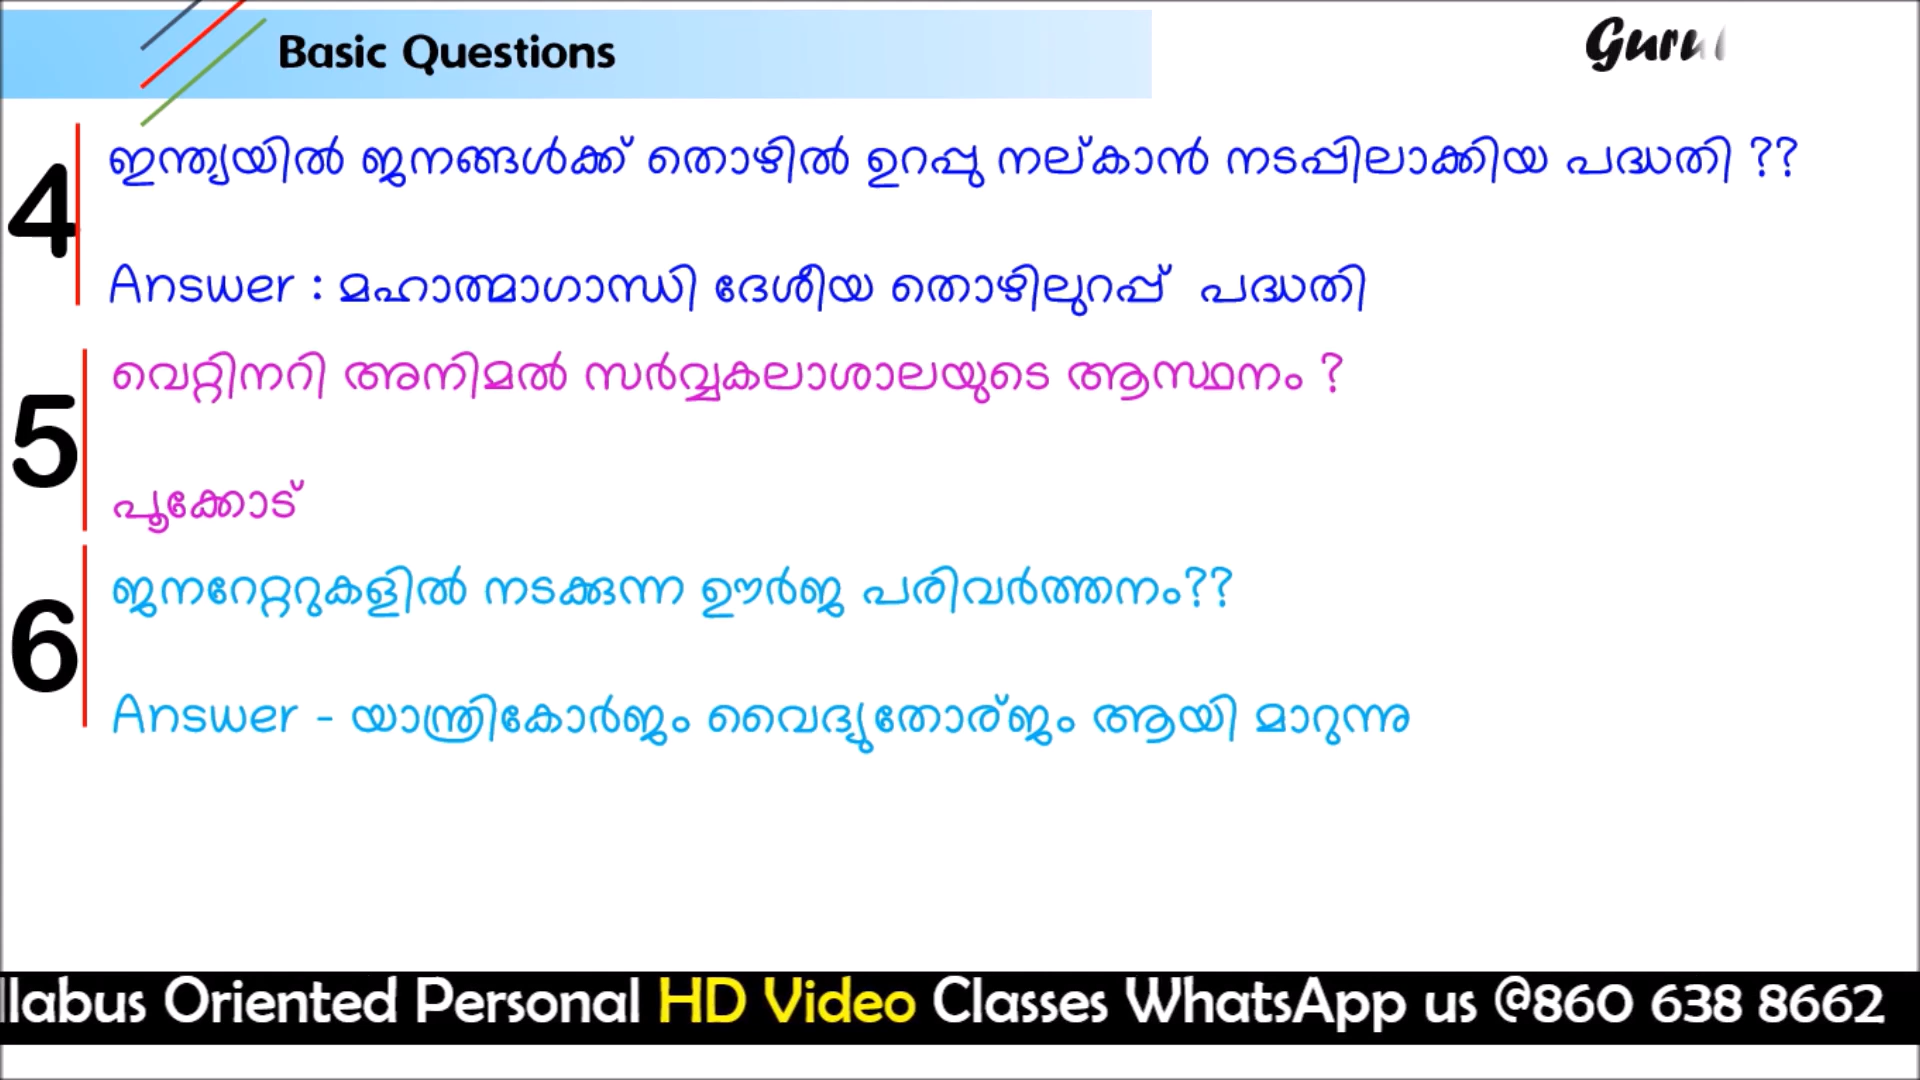 Basic Questions
4
ഇന്ത്യയിൽ ജനങ്ങൾക്ക് തൊഴിൽ ഉറപ്പു നല്കാൻ നടപ്പിലാക്കിയ പദ്ധതി ??
Answer : മഹാത്മാഗാന്ധി ദേശീയ തൊഴിലുറപ്പ് പദ്ധതി
5
വെറ്റിനറി അനിമൽ സർവ്വകലാശാലയുടെ ആസ്ഥനം ?
പൂക്കോട്
6
ജനറേറ്ററുകളിൽ നടക്കുന്ന ഊർജ പരിവർത്തനം??
Answer - യാന്ത്രികോർജം വൈദ്യുതോര്ജം ആയി മാറുന്നു
Oriented Personal HD Video Classes WhatsApp us @860 638 8662